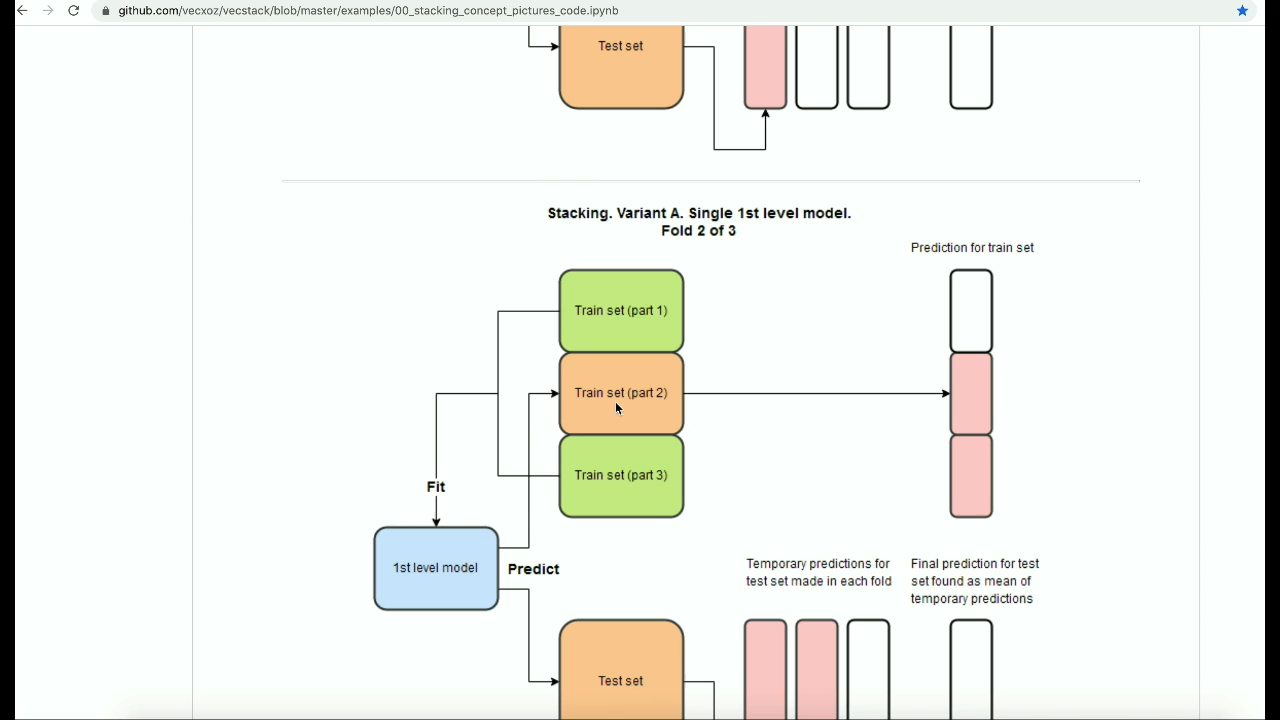 github.com/vecxoz/vecstack/blob/master/examples/00_stacking_concept_pictures_code.ipynb
Test set
Stacking. Variant A. Single 1st level model.
Fold 2 of 3
Prediction for train set
Train set (part 1)
Train set (part 2)
Train set (part 3)
Fit
1st level model
Predict
Temporary predictions for
test set made in each fold
Final prediction for test
set found as mean of
temporary predictions
Test set